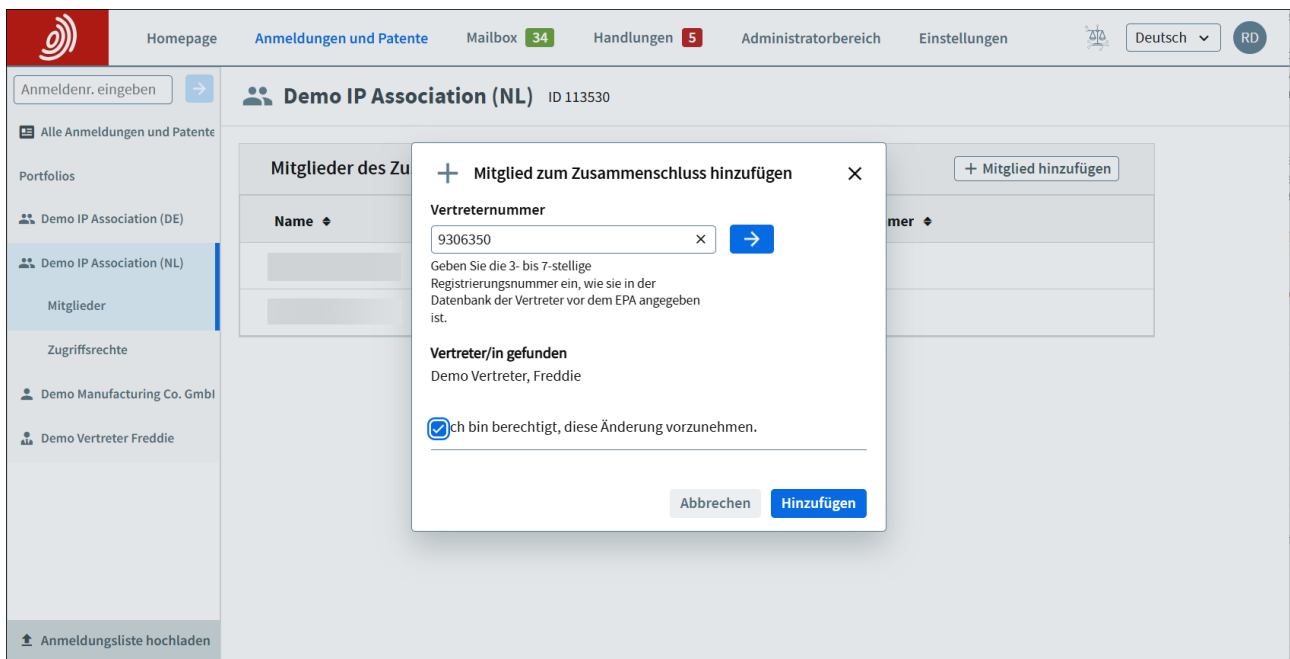 Homepage
Anmeldungen und Patente
Mailbox 34
Handlungen 5
Administratorbereich
Einstellungen
Deutsch
RD
Anmeldenr. eingeben
Alle Anmeldungen und Patente
Portfolios
Demo IP Association (DE)
Demo IP Association (NL)
Mitglieder
Zugriffsrechte
Demo Manufacturing Co. Gmbl
Demo Vertreter Freddie
Anmeldungsliste hochladen
Demo IP Association (NL) ID 113530
Mitglieder des Zu
+ Mitglied hinzufügen
Name
mer
Mitglied zum Zusammenschluss hinzufügen
Vertreternummer
9306350
Geben Sie die 3- bis 7-stellige
Registrierungsnummer ein, wie sie in der
Datenbank der Vertreter vor dem EPA angegeben
ist.
Vertreter/in gefunden
Demo Vertreter, Freddie
ch bin berechtigt, diese Änderung vorzunehmen.
Abbrechen
Hinzufügen